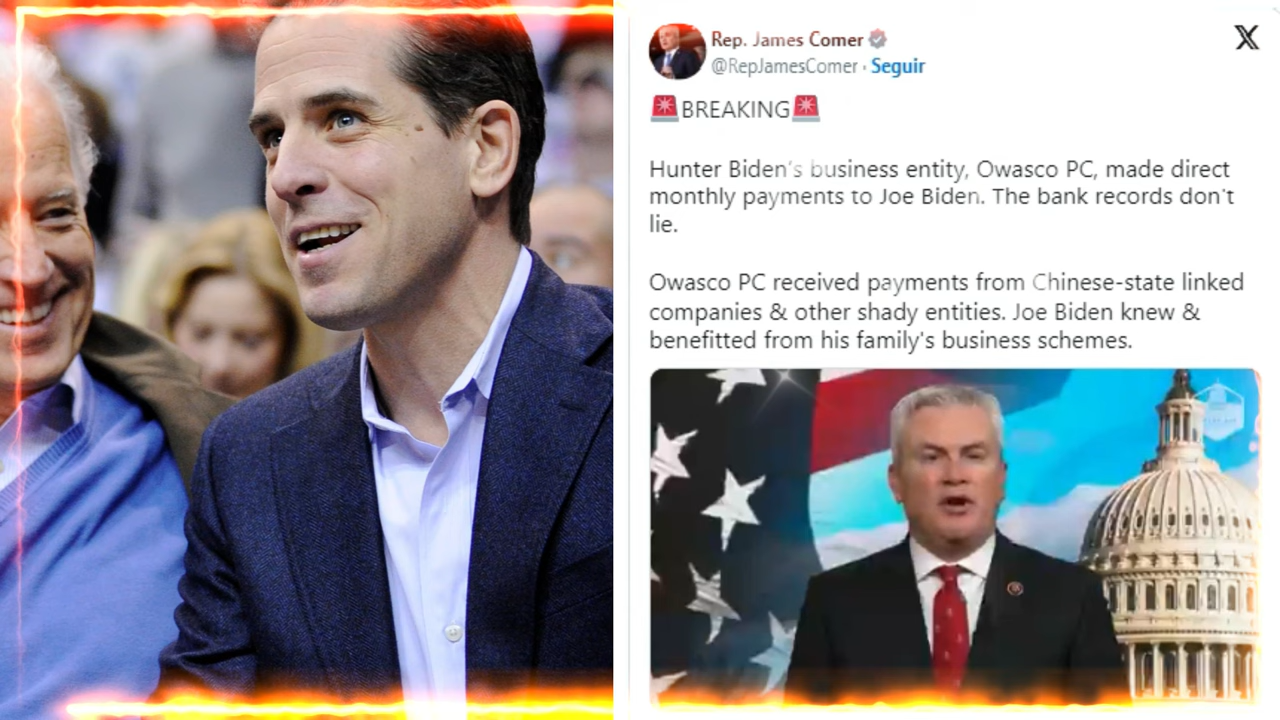 Rep. James Comer
X
@RepJamesComer · Seguir
🚨BREAKING🚨
Hunter Biden's business entity, Owasco PC, made direct
monthly payments to Joe Biden. The bank records don't
lie.
Owasco PC received payments from Chinese-state linked
companies & other shady entities. Joe Biden knew &
benefitted from his family's business schemes.